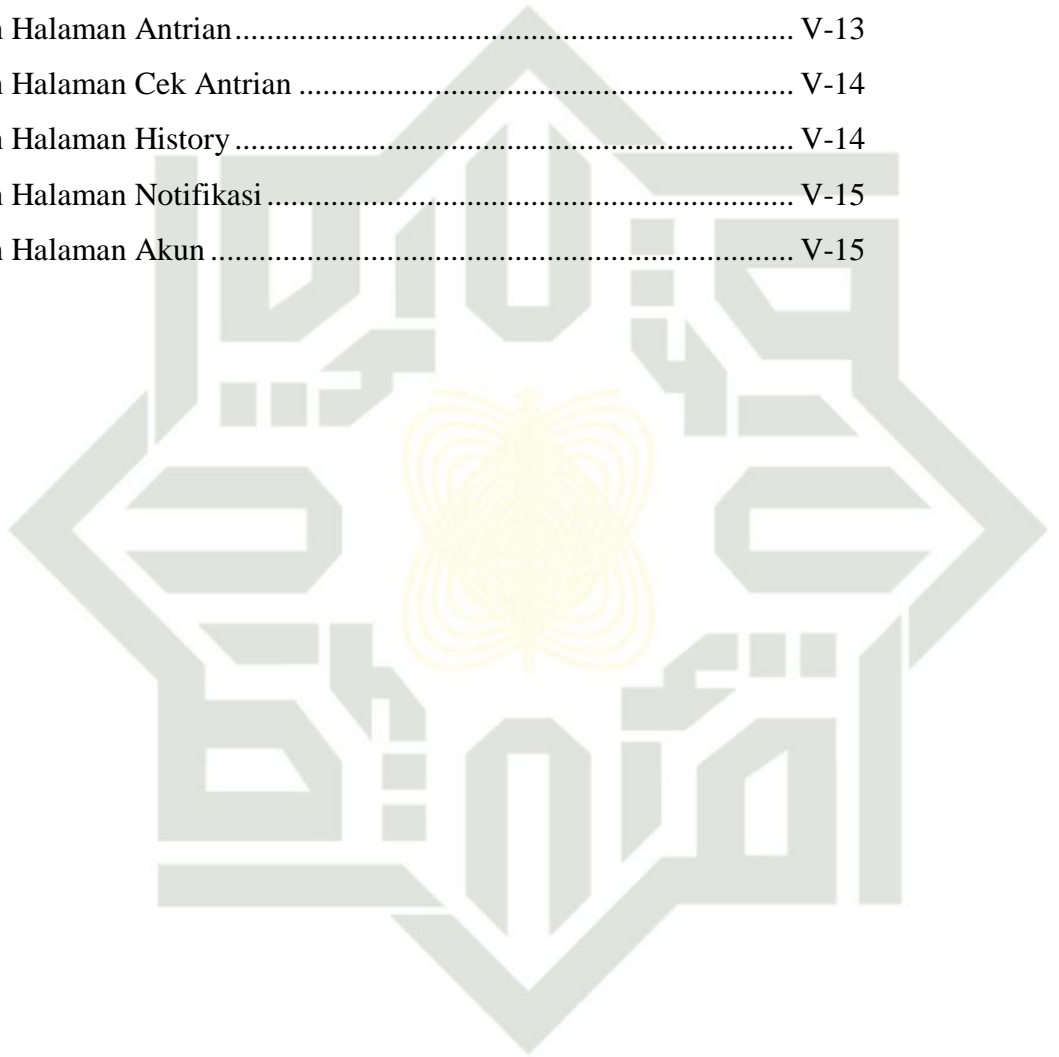 n Halaman Antrian ........................................................................ V-13
n Halaman Cek Antrian ................................................................ V-14
n Halaman History ........................................................................ V-14
n Halaman Notifikasi .................................................................... V-15
n Halaman Akun ........................................................................... V-15